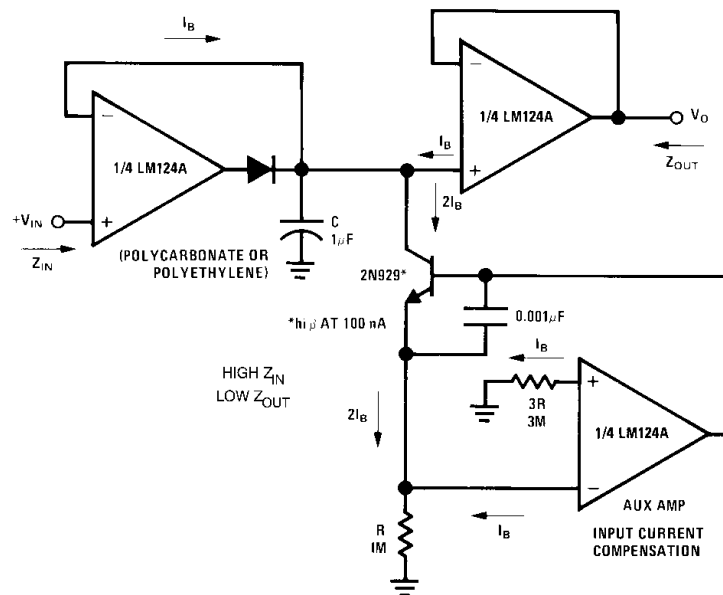 I_B
−
1/4 LM124A
+
+V_IN
Z_IN
C
1μF
(POLYCARBONATE OR
POLYETHYLENE)
−
1/4 LM124A
+
I_B
V_O
Z_OUT
2I_B
2N929*
*hi β AT 100 nA
0.001μF
HIGH Z_IN
LOW Z_OUT
I_B
3R
3M
+
1/4 LM124A
−
2I_B
I_B
R
1M
AUX AMP
INPUT CURRENT
COMPENSATION